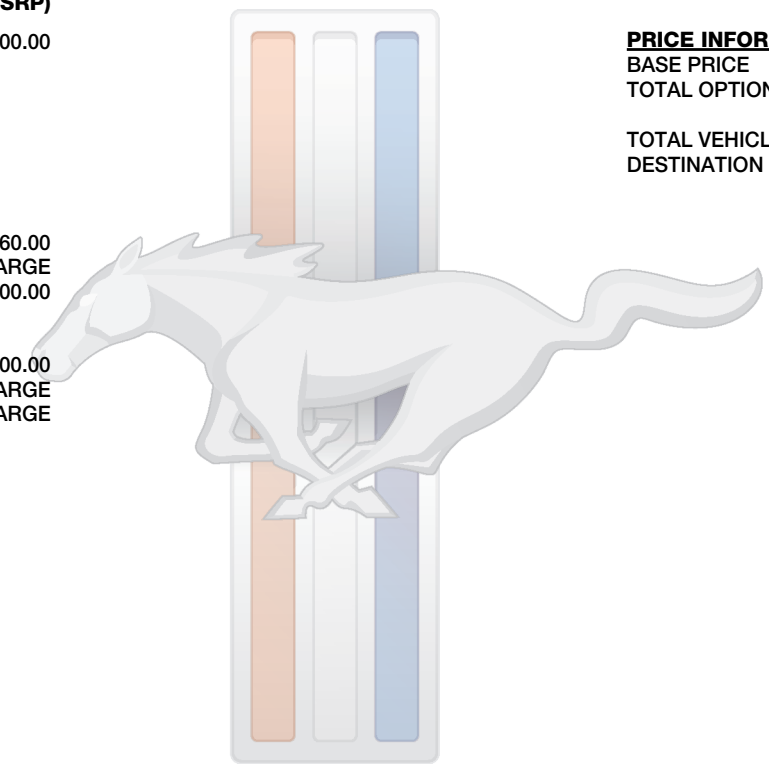 SRP)
00.00
60.00
ARGE
00.00
00.00
ARGE
ARGE
PRICE INFOR
BASE PRICE
TOTAL OPTION
TOTAL VEHICL
DESTINATION